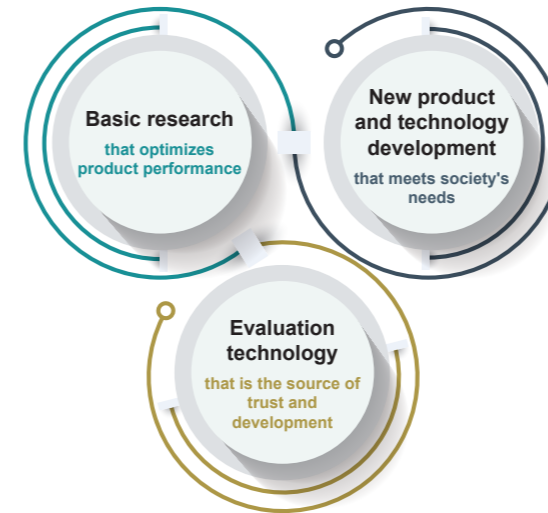 Basic research
that optimizes
product performance
New product
and technology
development
that meets society's
needs
Evaluation
technology
that is the source of
trust and
development